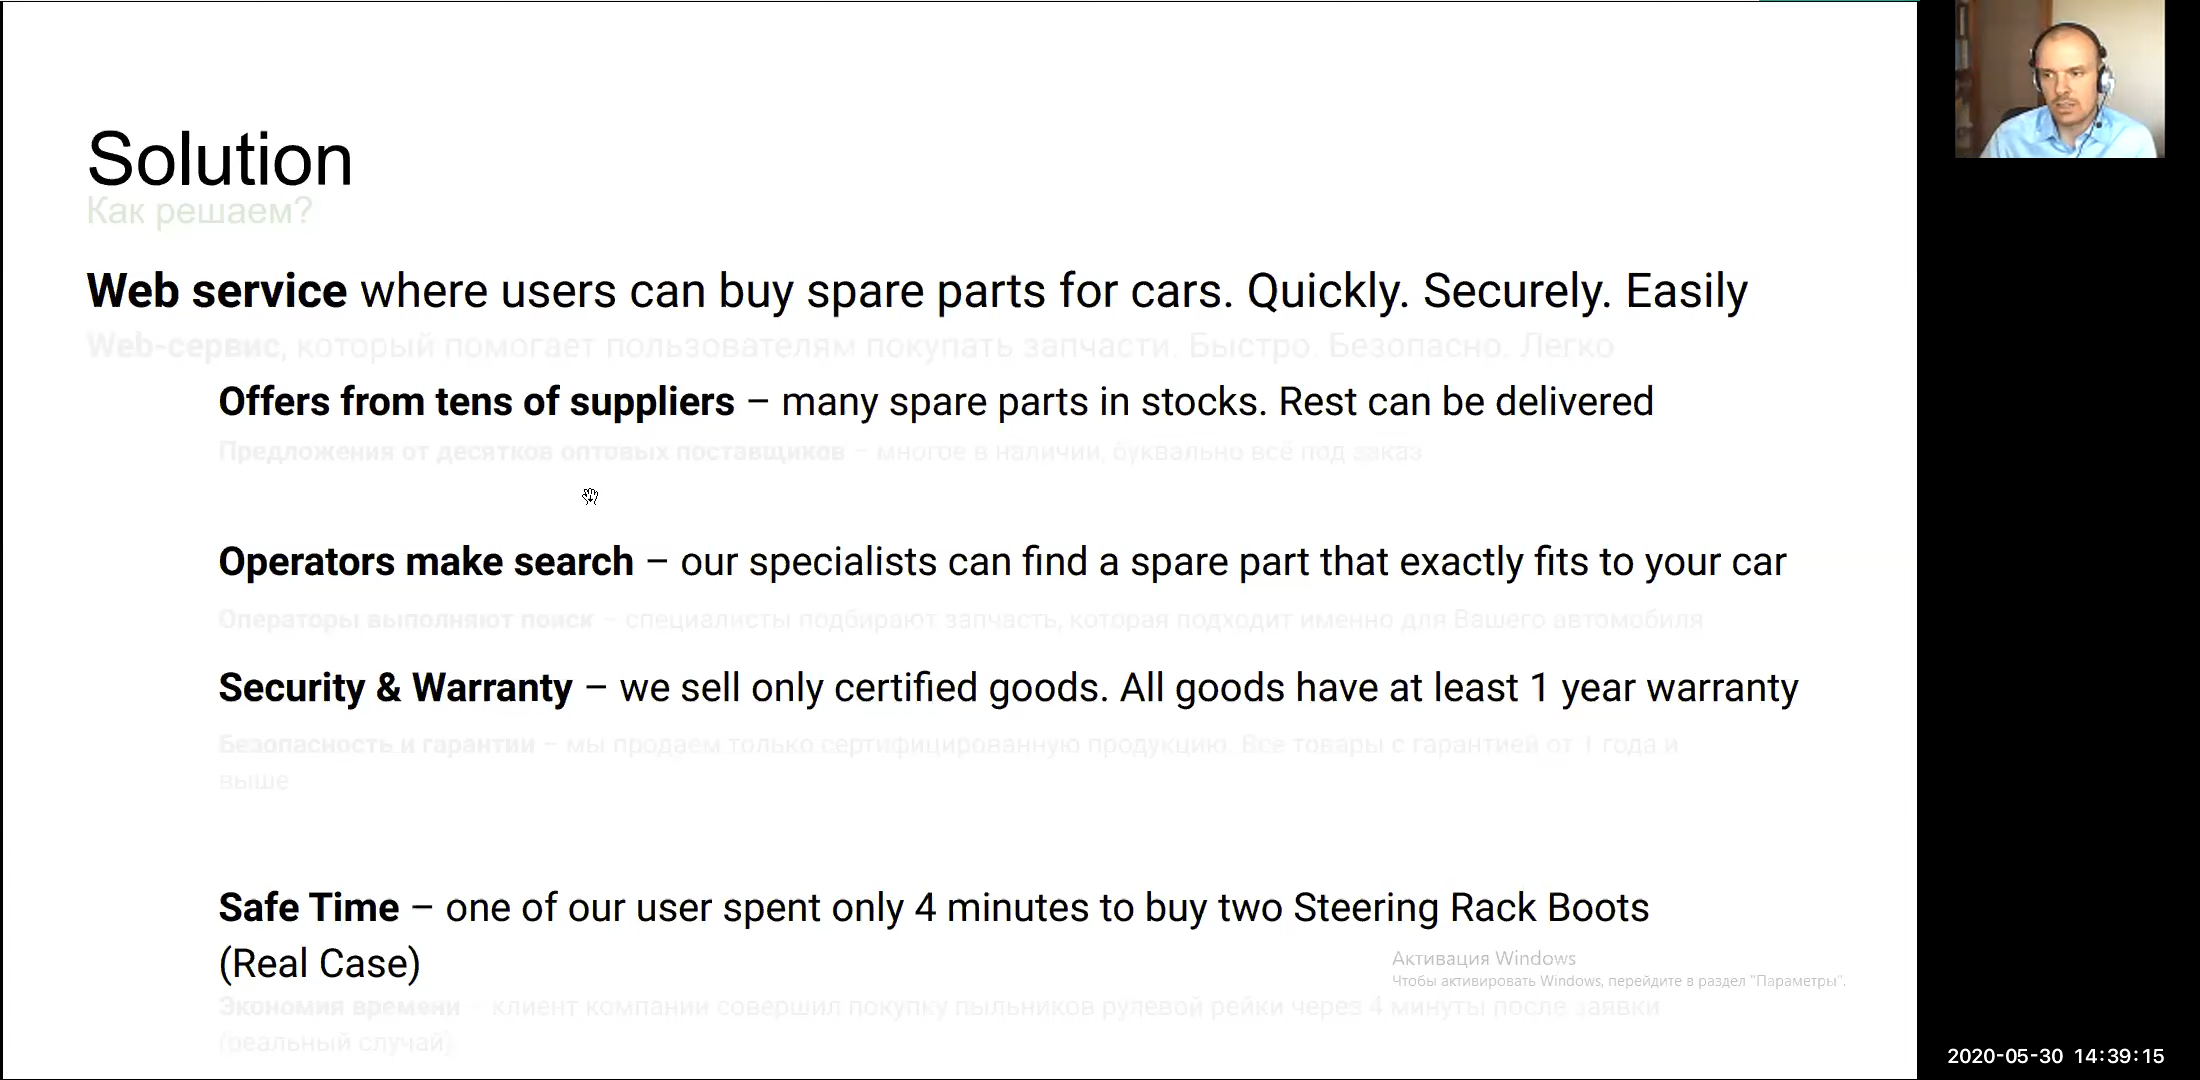 Solution
Как решаем?
Web service where users can buy spare parts for cars. Quickly. Securely. Easily
Web-сервис, который помогает пользователям покупать запчасти. Быстро. Безопасно. Легко
Offers from tens of suppliers – many spare parts in stocks. Rest can be delivered
Предложения от десятков оптовых поставщиков – многое в наличии, буквально всё под заказ
Operators make search – our specialists can find a spare part that exactly fits to your car
Операторы выполняют поиск – специалисты подбирают запчасть, которая подходит именно для Вашего автомобиля
Security & Warranty – we sell only certified goods. All goods have at least 1 year warranty
Безопасность и гарантии – мы продаем только сертифицированную продукцию. Все товары с гарантией от 1 года и
выше
Safe Time – one of our user spent only 4 minutes to buy two Steering Rack Boots
(Real Case)
Активация Windows
Чтобы активировать Windows, перейдите в раздел "Параметры".
Экономия времени – клиент компании совершил покупку пыльников рулевой рейки через 4 минуты после заявки
(реальный случай)
2020-05-30 14:39:15